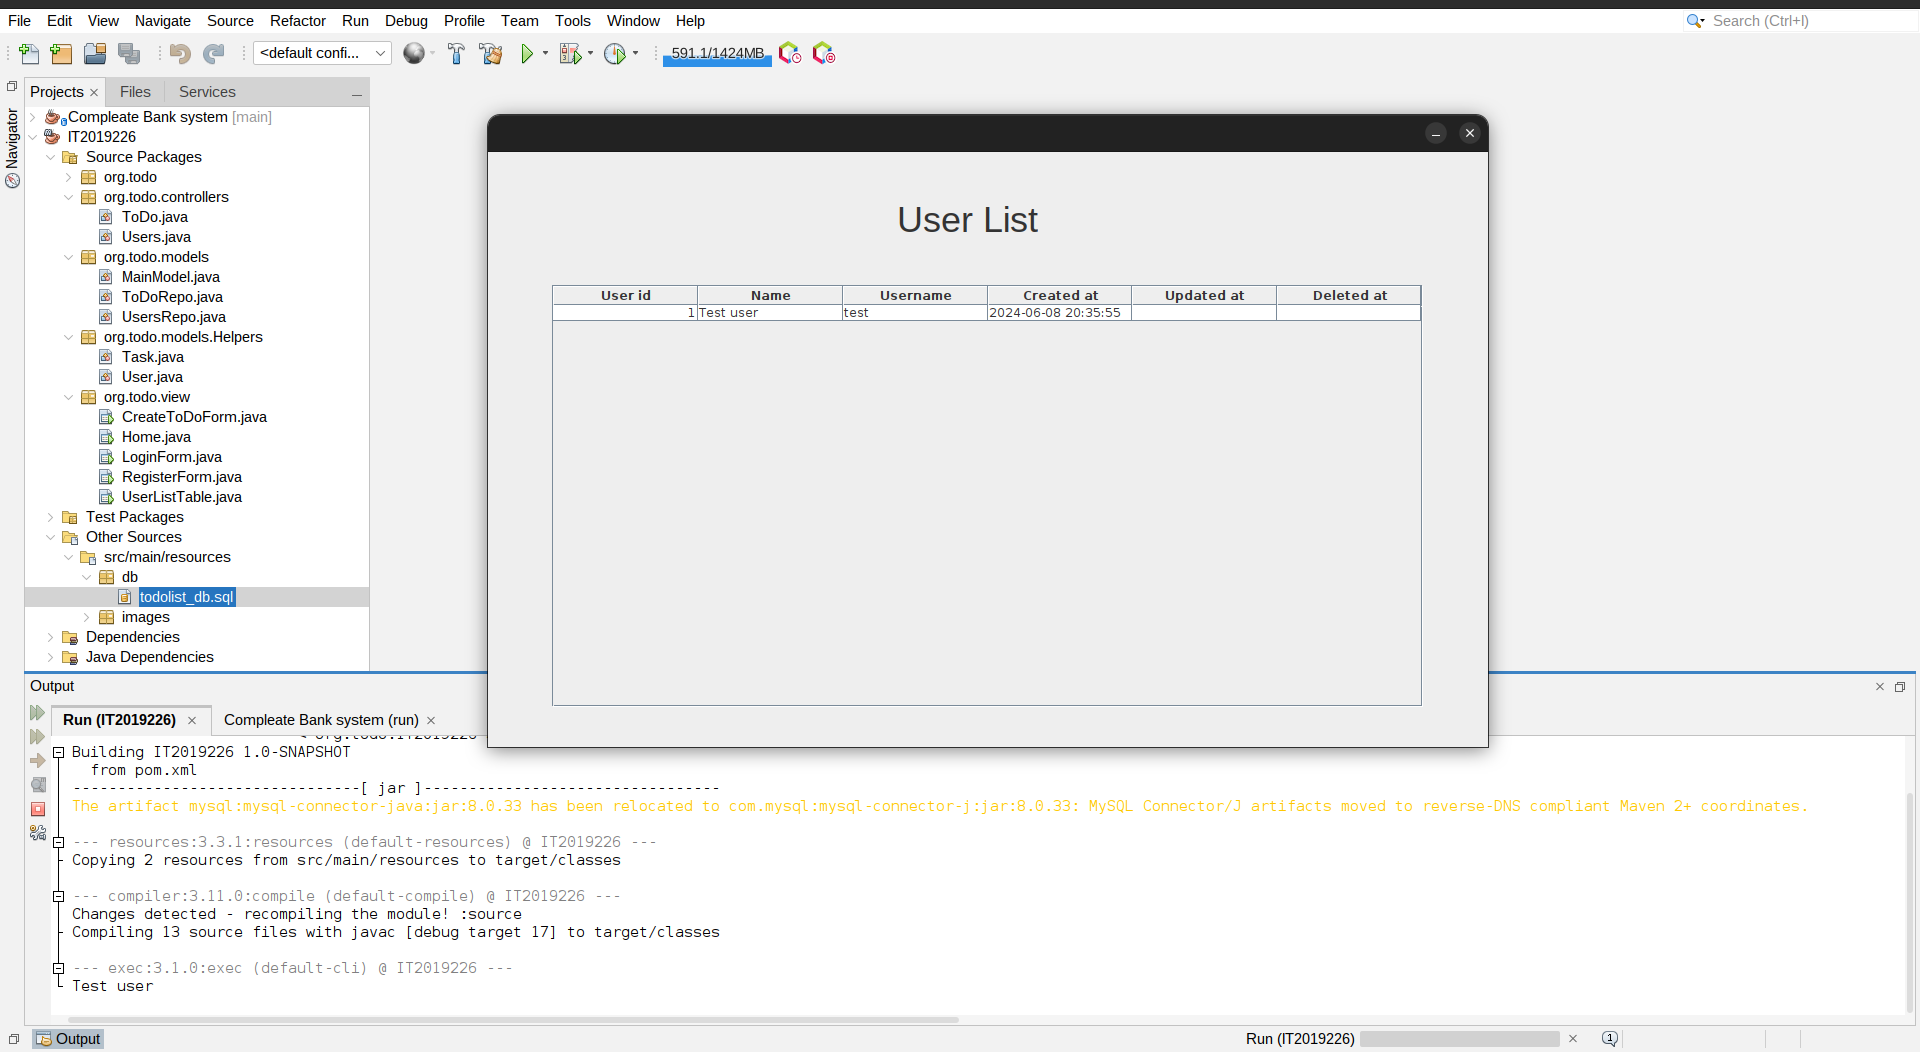 File Edit View Navigate Source Refactor Run Debug Profile Team Tools Window Help
Search (Ctrl+I)
<default confi...
591.1/1424MB
Projects Files Services
Navigator
Compleate Bank system [main]
IT2019226
Source Packages
org.todo
org.todo.controllers
ToDo.java
Users.java
org.todo.models
MainModel.java
ToDoRepo.java
UsersRepo.java
org.todo.models.Helpers
Task.java
User.java
org.todo.view
CreateToDoForm.java
Home.java
LoginForm.java
RegisterForm.java
UserListTable.java
Test Packages
Other Sources
src/main/resources
db
todolist_db.sql
images
Dependencies
Java Dependencies
User List
User id Name Username Created at Updated at Deleted at
1 Test user test 2024-06-08 20:35:55
Output
Run (IT2019226) Compleate Bank system (run)
Building IT2019226 1.0-SNAPSHOT
from pom.xml
--------------------------------[ jar ]---------------------------------
The artifact mysql:mysql-connector-java:jar:8.0.33 has been relocated to com.mysql:mysql-connector-j:jar:8.0.33: MySQL Connector/J artifacts moved to reverse-DNS compliant Maven 2+ coordinates.
--- resources:3.3.1:resources (default-resources) @ IT2019226 ---
Copying 2 resources from src/main/resources to target/classes
--- compiler:3.11.0:compile (default-compile) @ IT2019226 ---
Changes detected - recompiling the module! :source
Compiling 13 source files with javac [debug target 17] to target/classes
--- exec:3.1.0:exec (default-cli) @ IT2019226 ---
Test user
Output
Run (IT2019226)
1